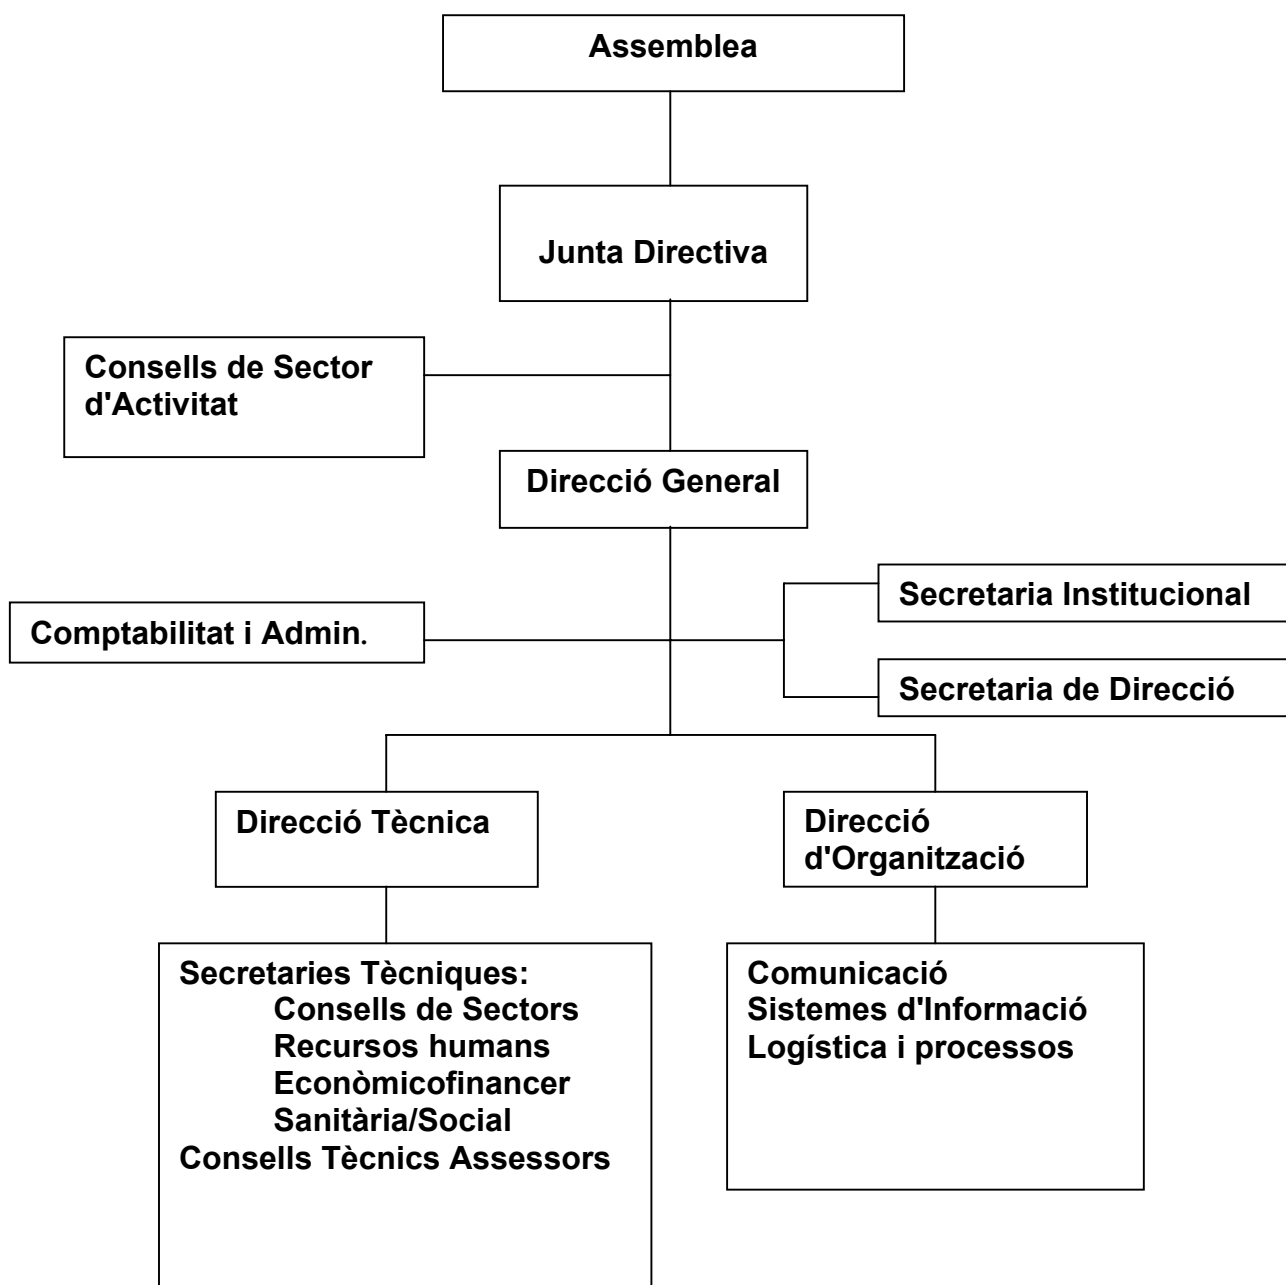 Assemblea
Junta Directiva
Consells de Sector
d'Activitat
Direcció General
Secretaria Institucional
Comptabilitat i Admin.
Secretaria de Direcció
Direcció Tècnica
Direcció
d'Organització
Secretaries Tècniques:
Consells de Sectors
Recursos humans
Econòmicofinancer
Sanitària/Social
Consells Tècnics Assessors
Comunicació
Sistemes d'Informació
Logística i processos